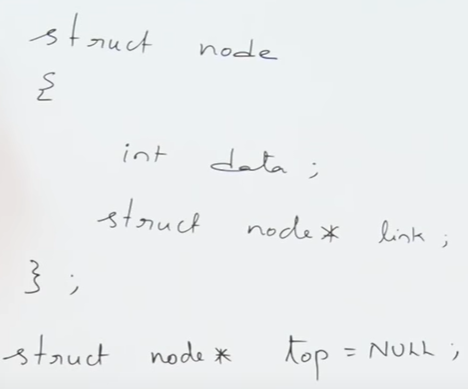 struct node
{
int data ;
struct node* link ;
} ;
struct node* top = NULL ;